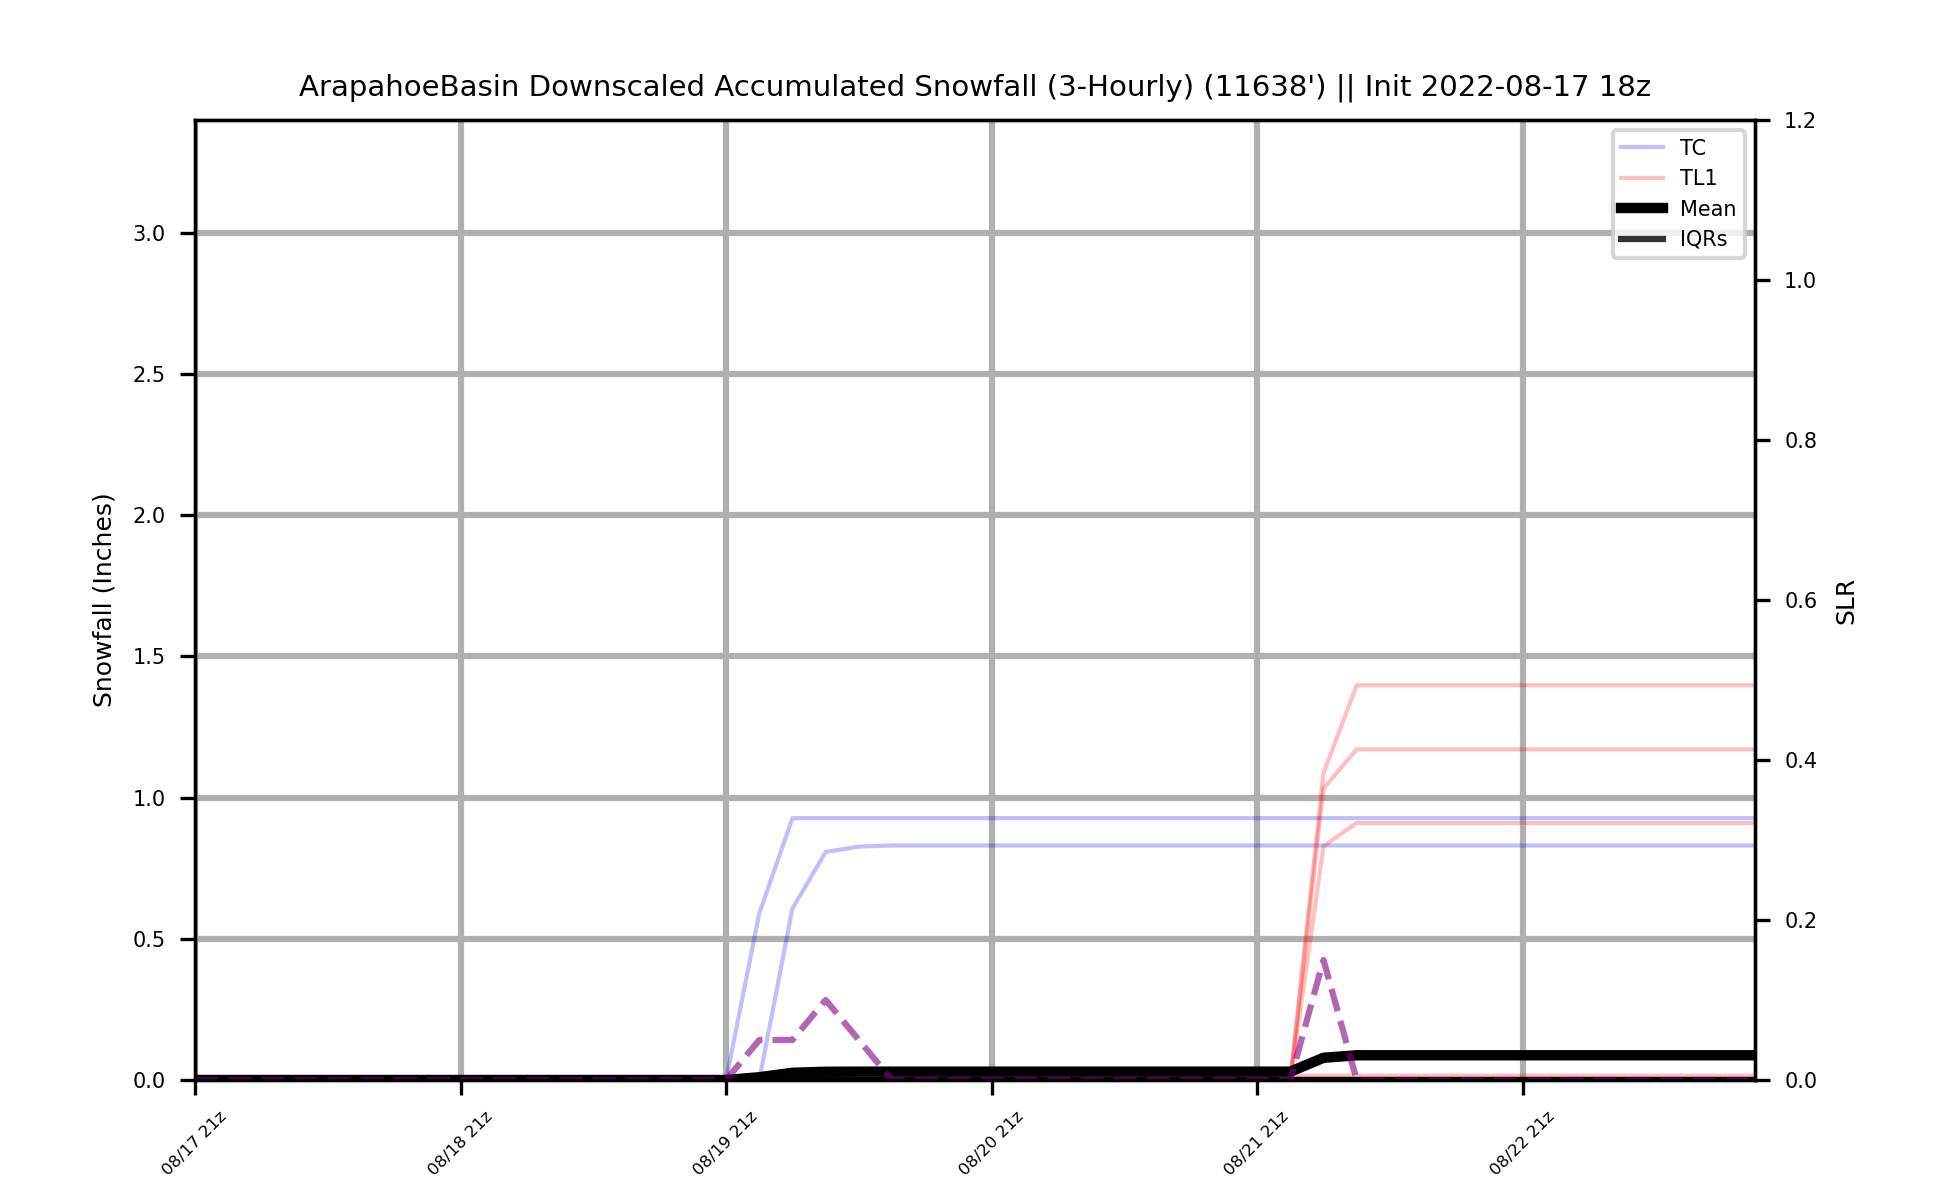 ArapahoeBasin Downscaled Accumulated Snowfall (3-Hourly) (11638') || Init 2022-08-17 18z
TC
TL1
Mean
IQRs
Snowfall (Inches)
3.0
2.5
2.0
1.5
1.0
0.5
0.0
1.2
1.0
0.8
0.6
0.4
0.2
0.0
SLR
08/17 21z
08/18 21z
08/19 21z
08/20 21z
08/21 21z
08/22 21z